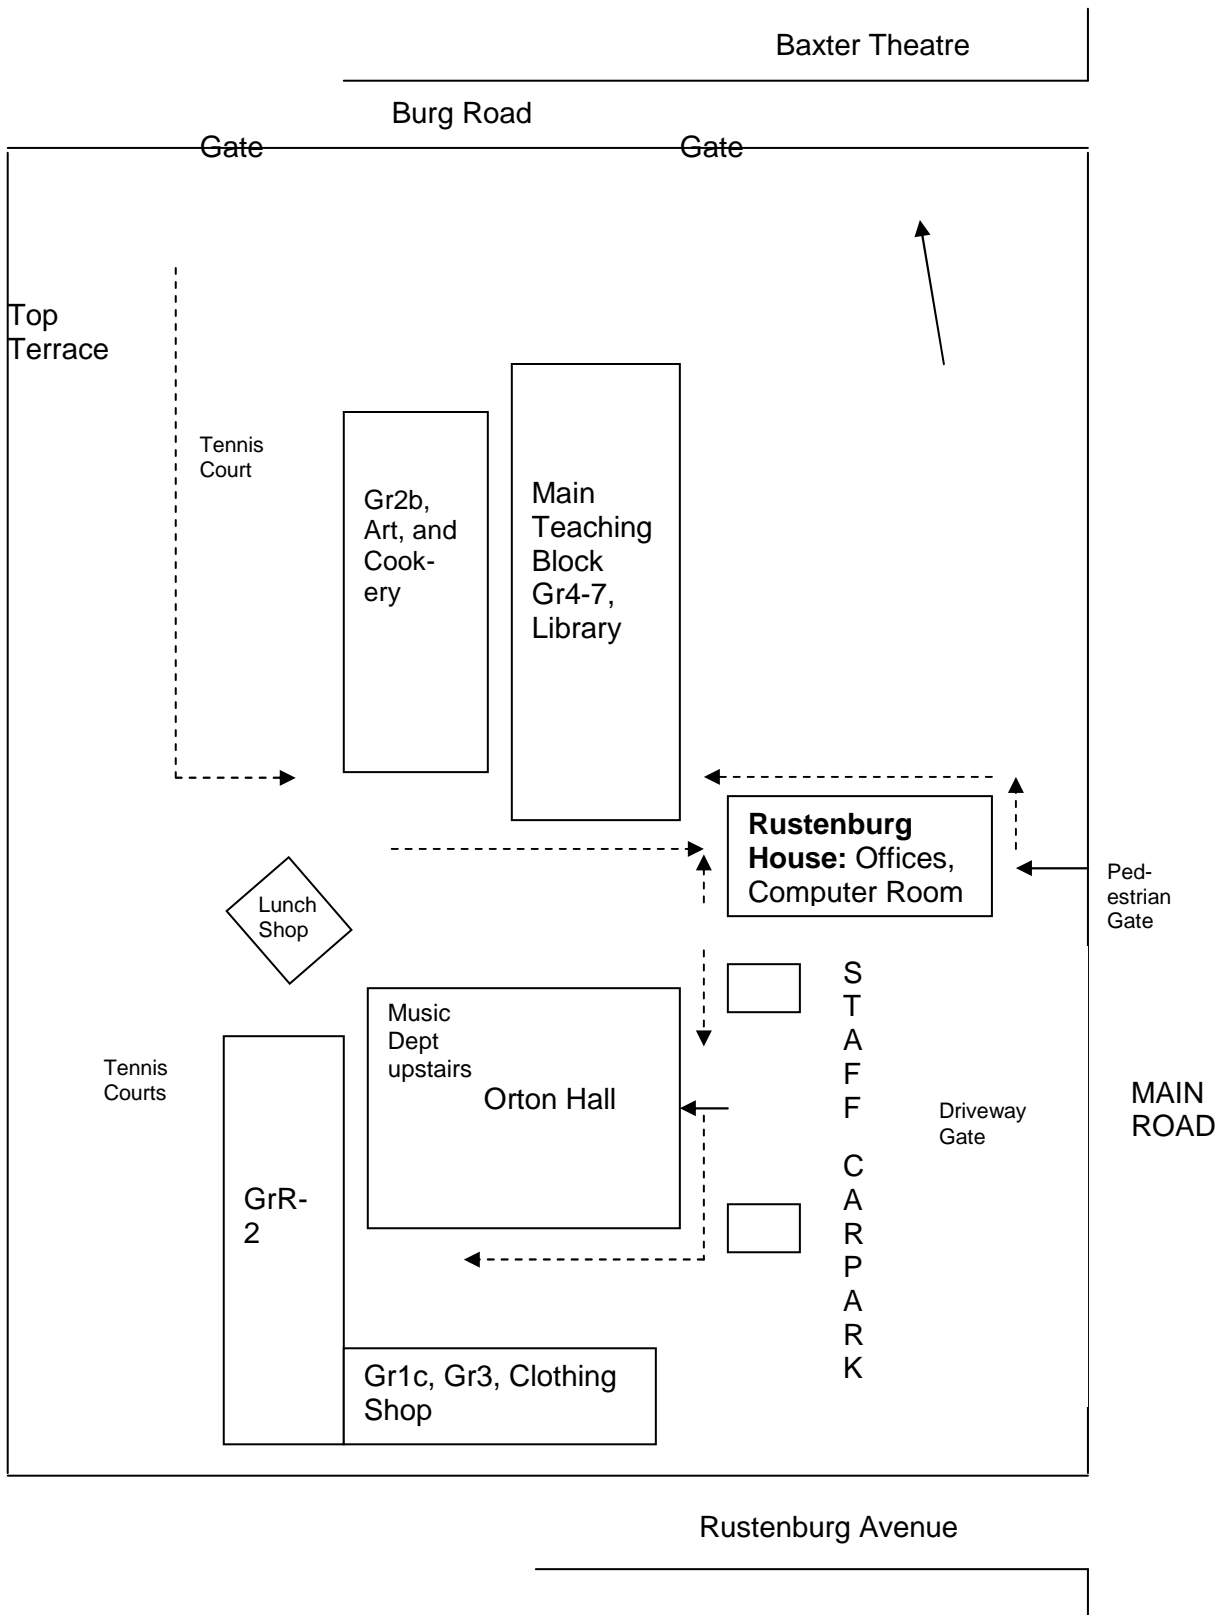 Baxter Theatre
Burg Road
Gate
Gate
Top
Terrace
Tennis
Court
Gr2b,
Art, and
Cook-
ery
Main
Teaching
Block
Gr4-7,
Library
Rustenburg
House: Offices,
Computer Room
Ped-
estrian
Gate
Lunch
Shop
Music
Dept
upstairs
Orton Hall
Tennis
Courts
GrR-
2
S
T
A
F
F
C
A
R
P
A
R
K
Driveway
Gate
MAIN
ROAD
Gr1c, Gr3, Clothing
Shop
Rustenburg Avenue